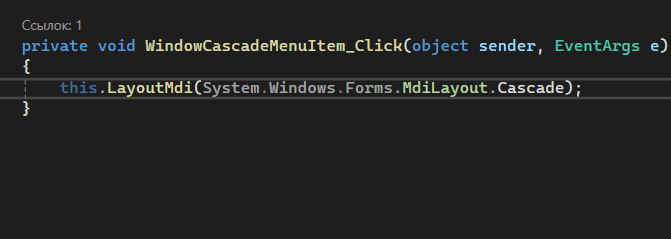 Ссылок: 1
private void WindowCascadeMenuItem_Click(object sender, EventArgs e)
{
this.LayoutMdi(System.Windows.Forms.MdiLayout.Cascade);
}